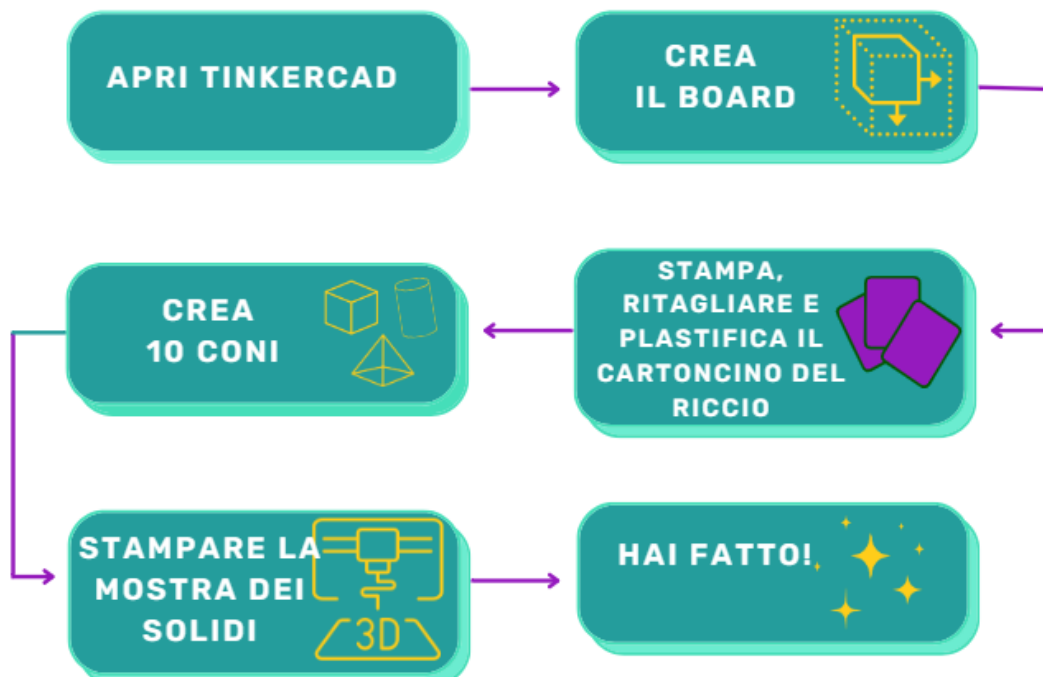 APRI TINKERCAD
CREA
IL BOARD
STAMPA,
RITAGLIARE E
PLASTIFICA IL
CARTONCINO DEL
RICCIO
CREA
10 CONI
STAMPARE LA
MOSTRA DEI
SOLIDI
3D
HAI FATTO!